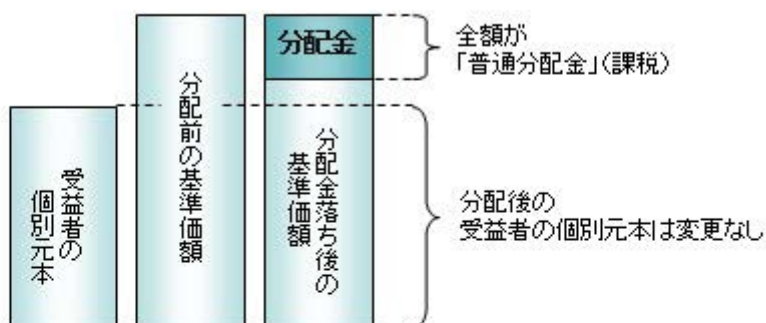 受益者の
個別元本
分配前の基準価額
分配金
分配金落ち後の
基準価額
全額が
「普通分配金」(課税)
分配後の
受益者の個別元本は変更なし